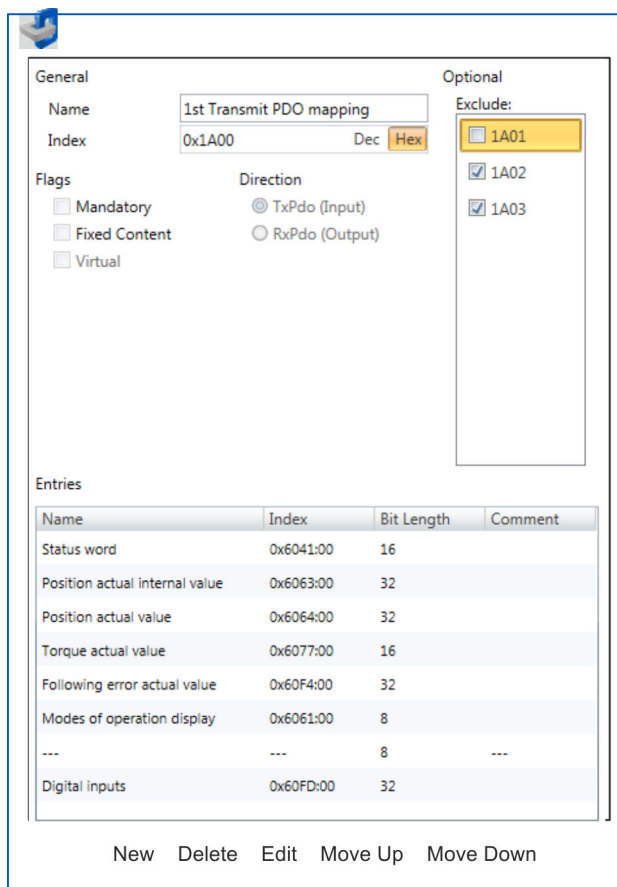 General
Optional
Name 1st Transmit PDO mapping
Exclude:
Index 0x1A00 Dec Hex
1A01
Flags Direction
1A02
Mandatory TxPdo (Input)
1A03
Fixed Content RxPdo (Output)
Virtual
Entries
Name Index Bit Length Comment
Status word 0x6041:00 16
Position actual internal value 0x6063:00 32
Position actual value 0x6064:00 32
Torque actual value 0x6077:00 16
Following error actual value 0x60F4:00 32
Modes of operation display 0x6061:00 8
--- --- 8 ---
Digital inputs 0x60FD:00 32
New Delete Edit Move Up Move Down